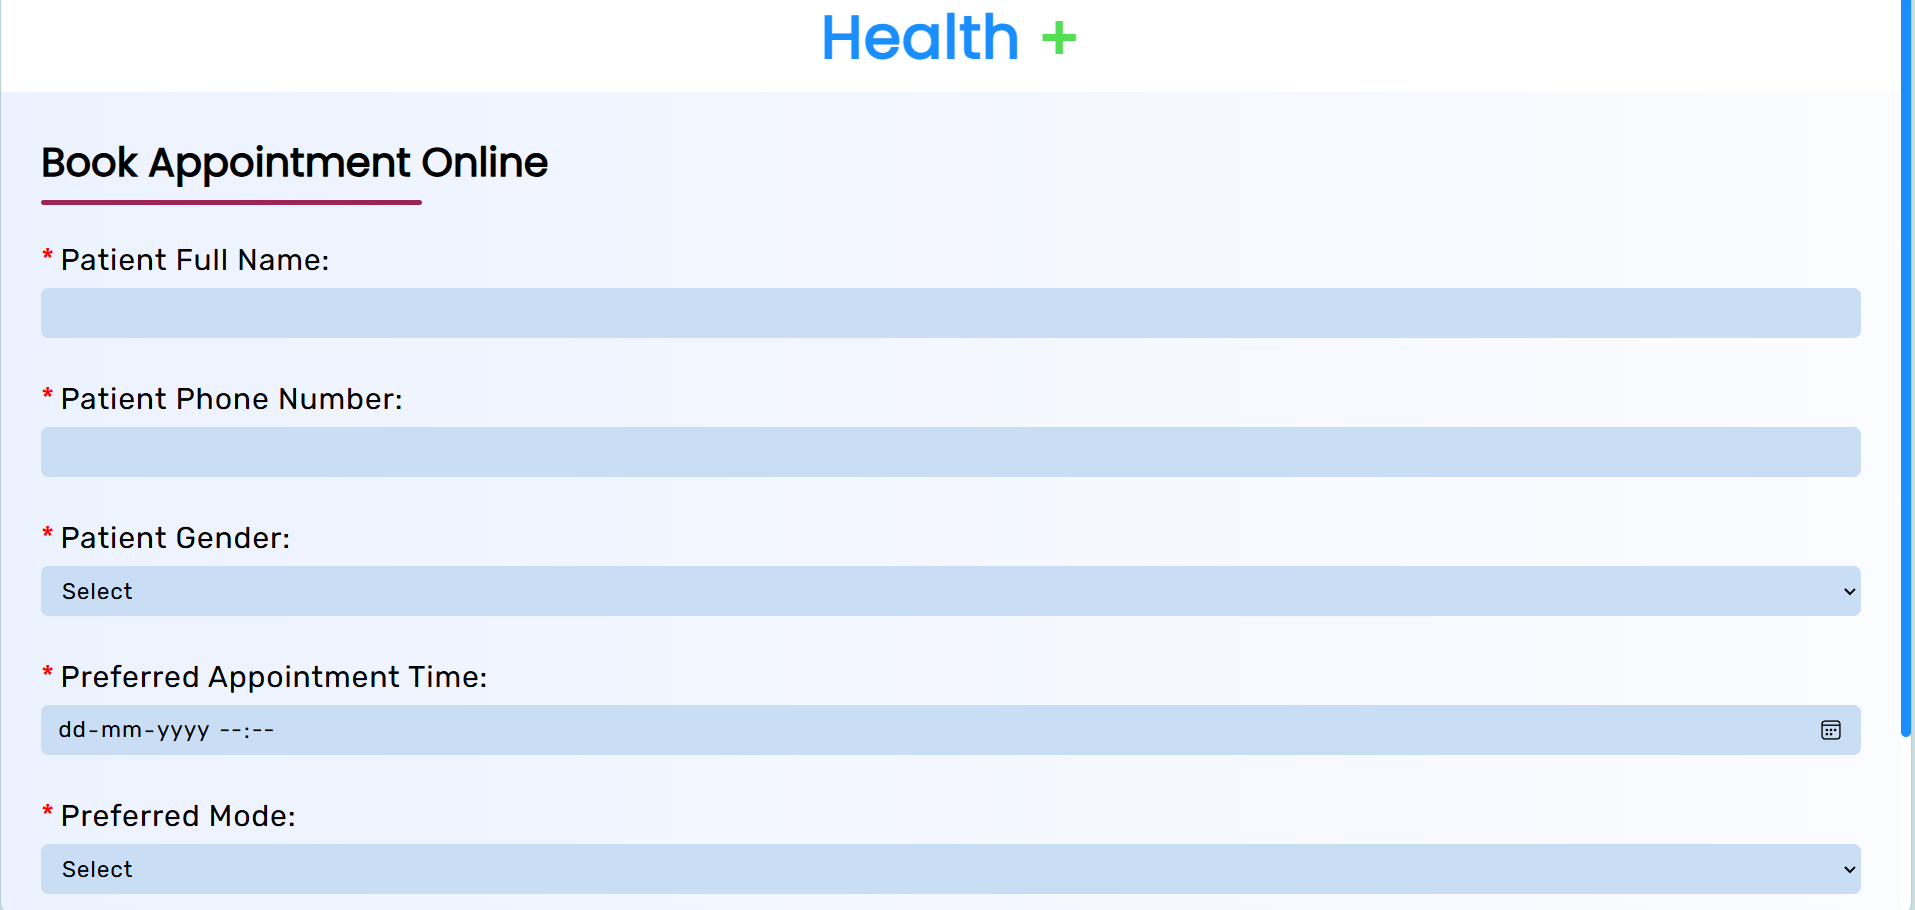 Health +
Book Appointment Online
* Patient Full Name:
* Patient Phone Number:
* Patient Gender:
Select
* Preferred Appointment Time:
dd-mm-yyyy --:--
* Preferred Mode:
Select